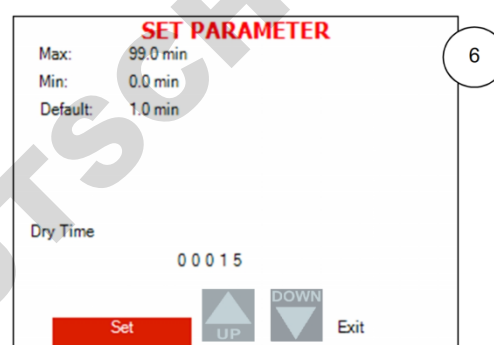 SET PARAMETER
Max: 99.0 min
Min: 0.0 min
Default: 1.0 min
6
Dry Time
00015
Set UP DOWN Exit